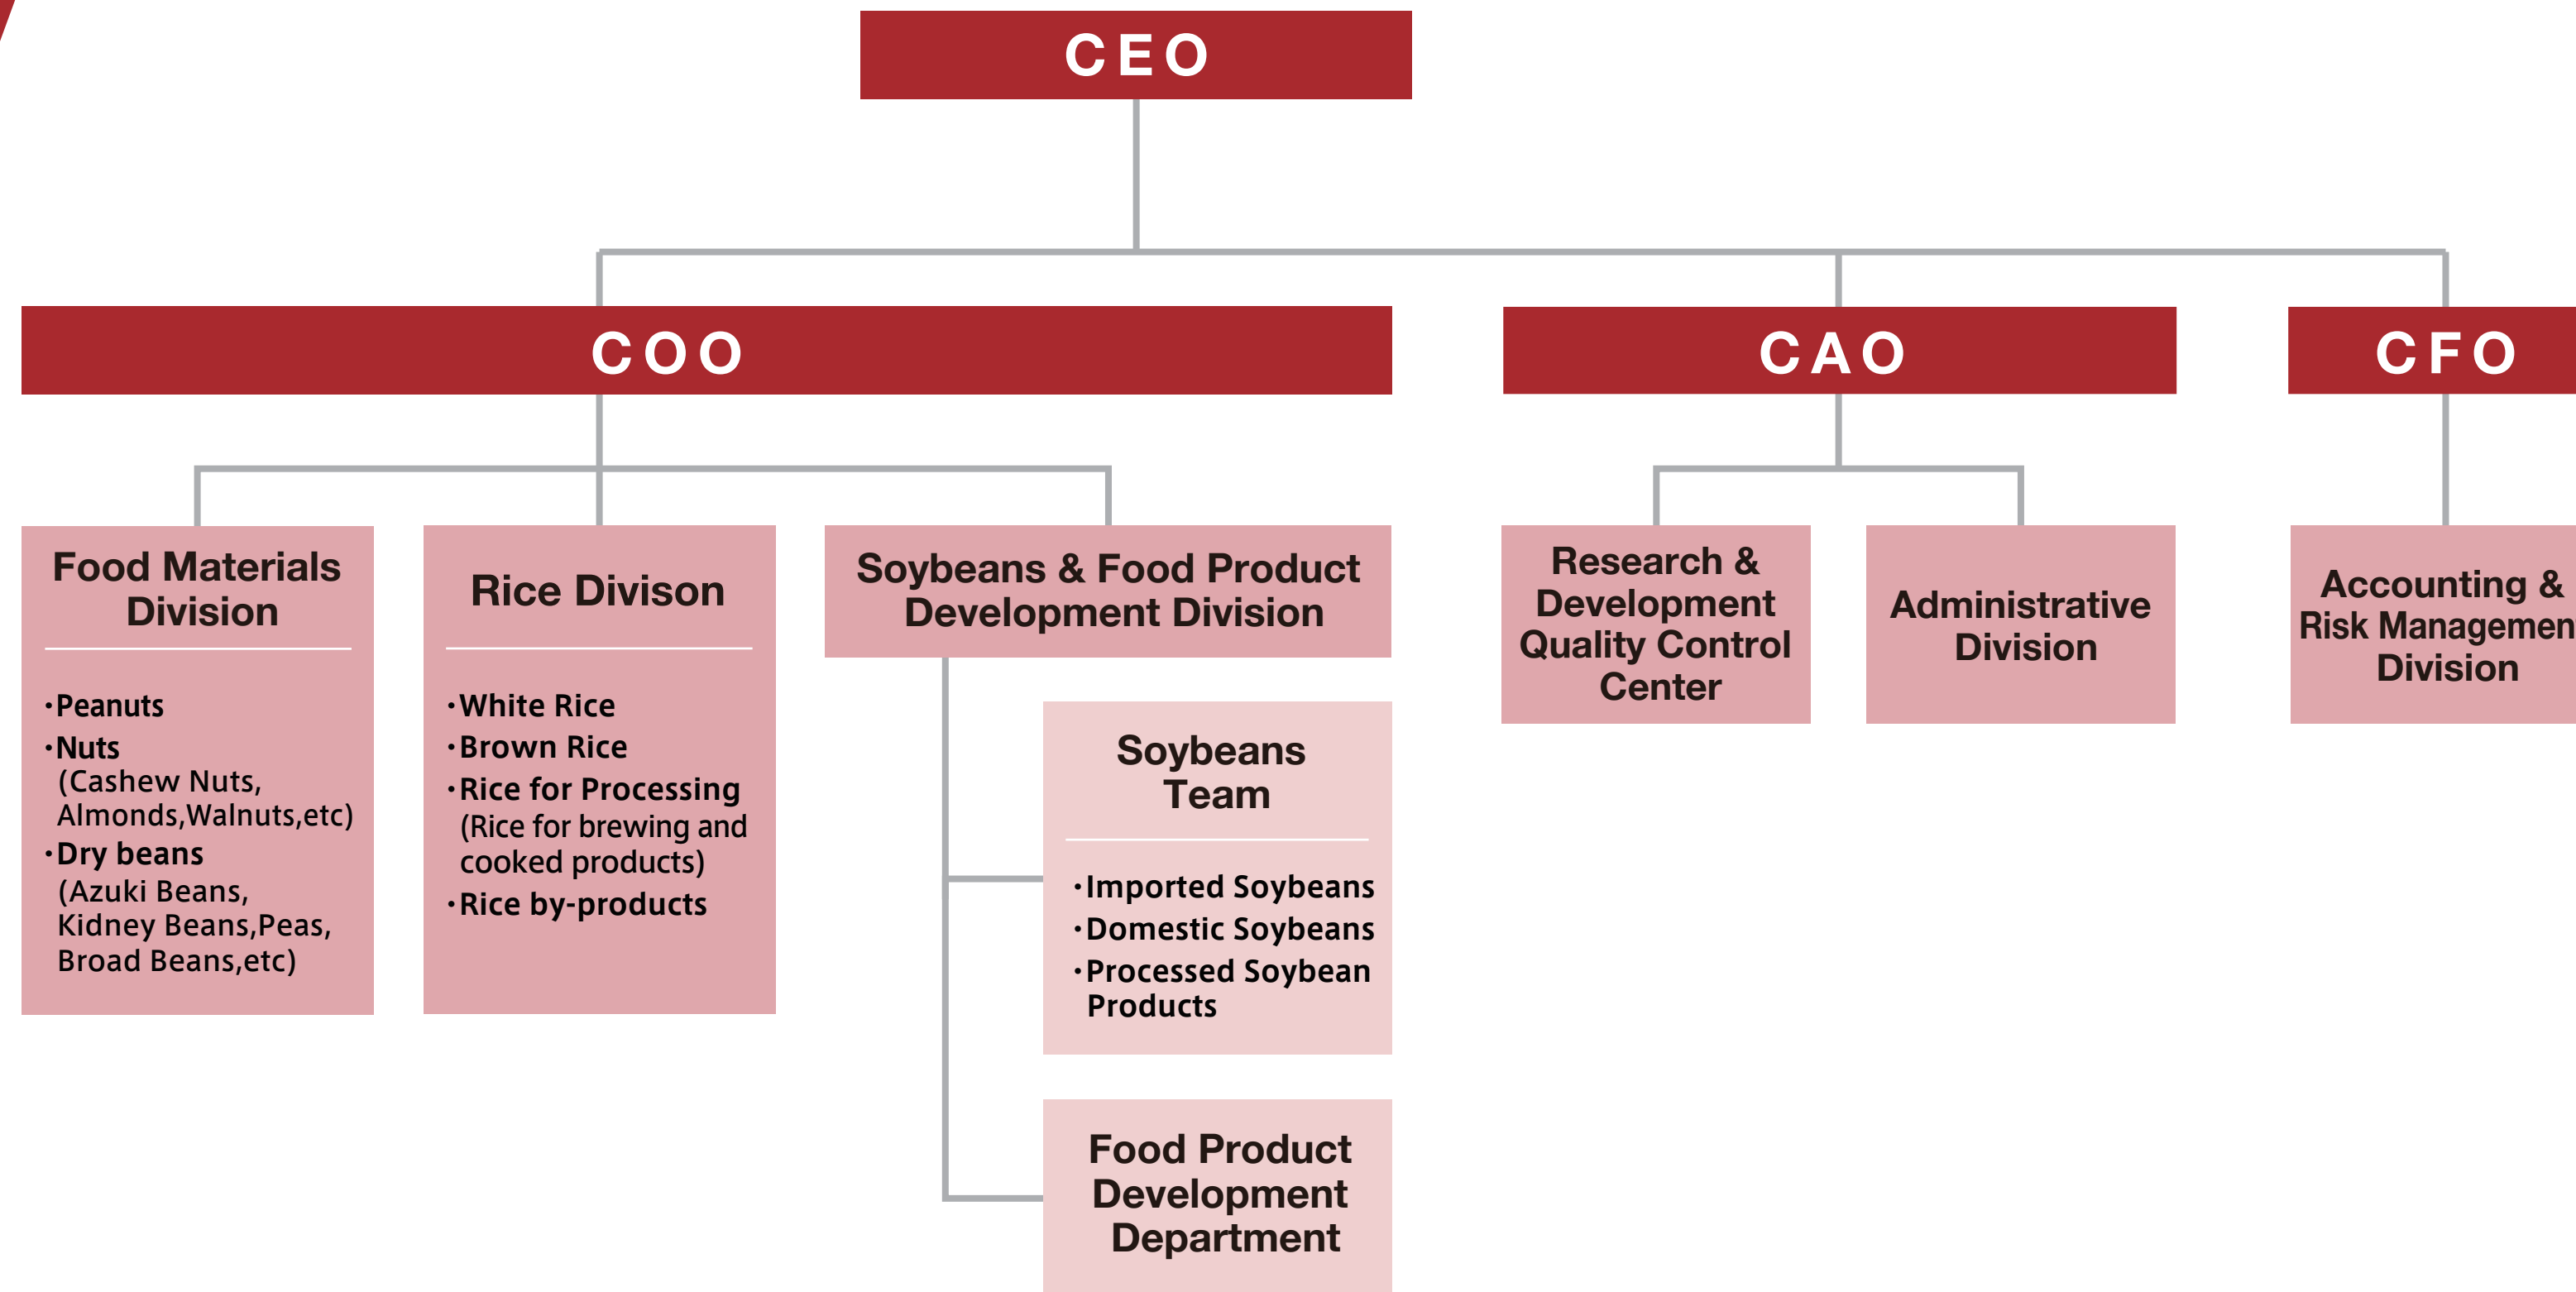 CEO
COO
CAO
CFO
Food Materials
Division
·Peanuts
·Nuts
(Cashew Nuts,
Almonds,Walnuts,etc)
·Dry beans
(Azuki Beans,
Kidney Beans,Peas,
Broad Beans,etc)
Rice Divison
·White Rice
·Brown Rice
·Rice for Processing
(Rice for brewing and
cooked products)
·Rice by-products
Soybeans & Food Product
Development Division
Soybeans
Team
·Imported Soybeans
·Domestic Soybeans
·Processed Soybean
Products
Food Product
Development
Department
Research &
Development
Quality Control
Center
Administrative
Division
Accounting &
Risk Managemen
Division